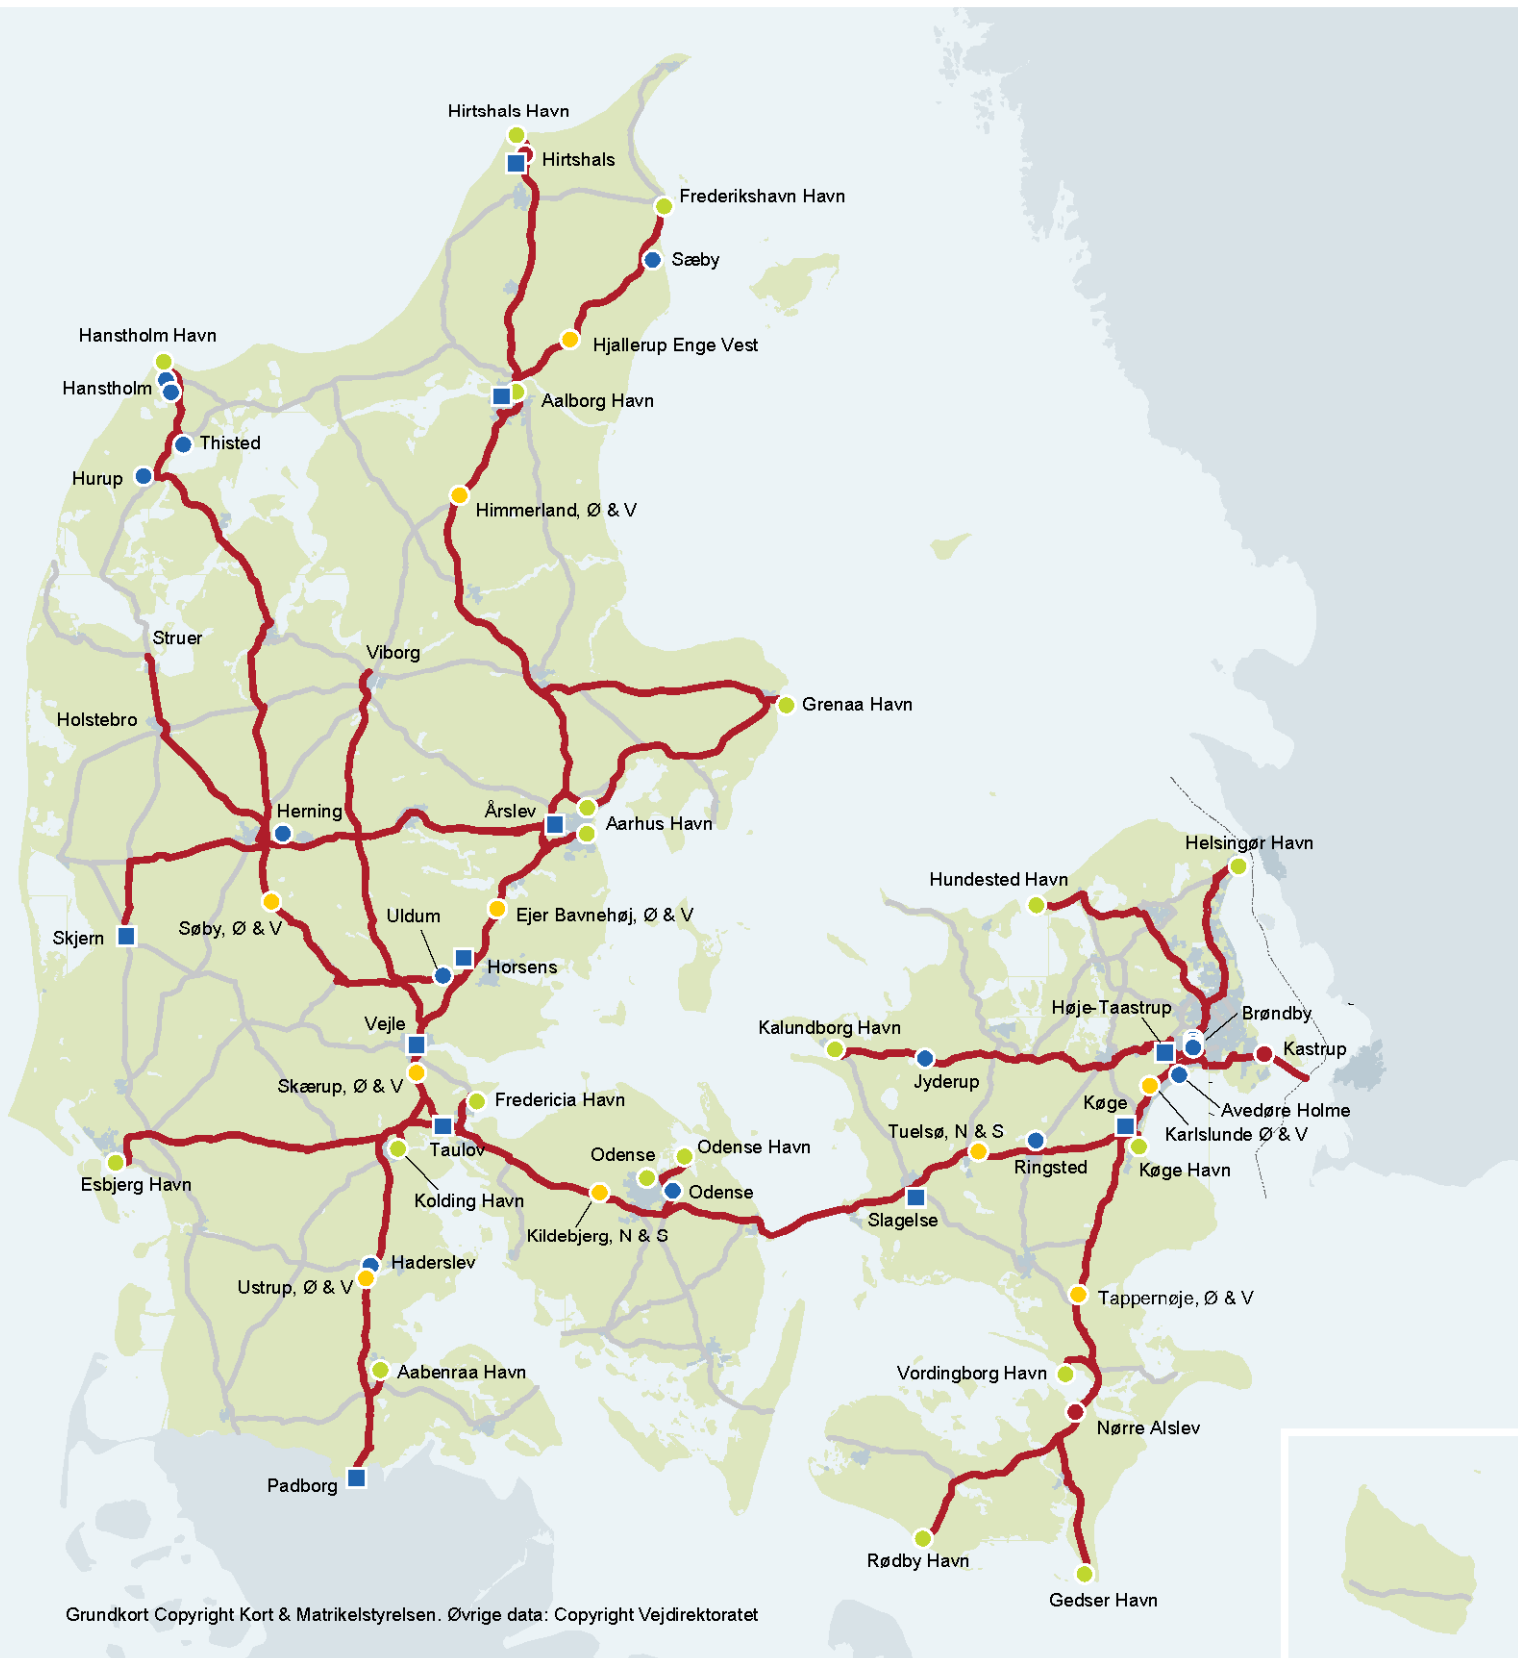 Hirtshals Havn
Hirtshals
Frederikshavn Havn
Sæby
Hanstholm Havn
Hjallerup Enge Vest
Hanstholm
Aalborg Havn
Thisted
Hurup
Himmerland, Ø & V
Struer
Viborg
Grenaa Havn
Holstebro
Herning
Årslev
Aarhus Havn
Helsingør Havn
Hundested Havn
Uldum
Ejer Bavnehøj, Ø & V
Søby, Ø & V
Skjern
Horsens
Høje-Taastrup
Brøndby
Vejle
Kalundborg Havn
Kastrup
Jyderup
Skærup, Ø & V
Fredericia Havn
Køge
Avedøre Holme
Tuelsø, N & S
Karlslunde Ø & V
Taulov
Odense
Odense Havn
Ringsted
Køge Havn
Esbjerg Havn
Kolding Havn
Odense
Slagelse
Kildebjerg, N & S
Haderslev
Ustrup, Ø & V
Tappernøje, Ø & V
Aabenraa Havn
Vordingborg Havn
Nørre Alslev
Padborg
Rødby Havn
Gedser Havn
Grundkort Copyright Kort & Matrikelstyrelsen. Øvrige data: Copyright Vejdirektoratet